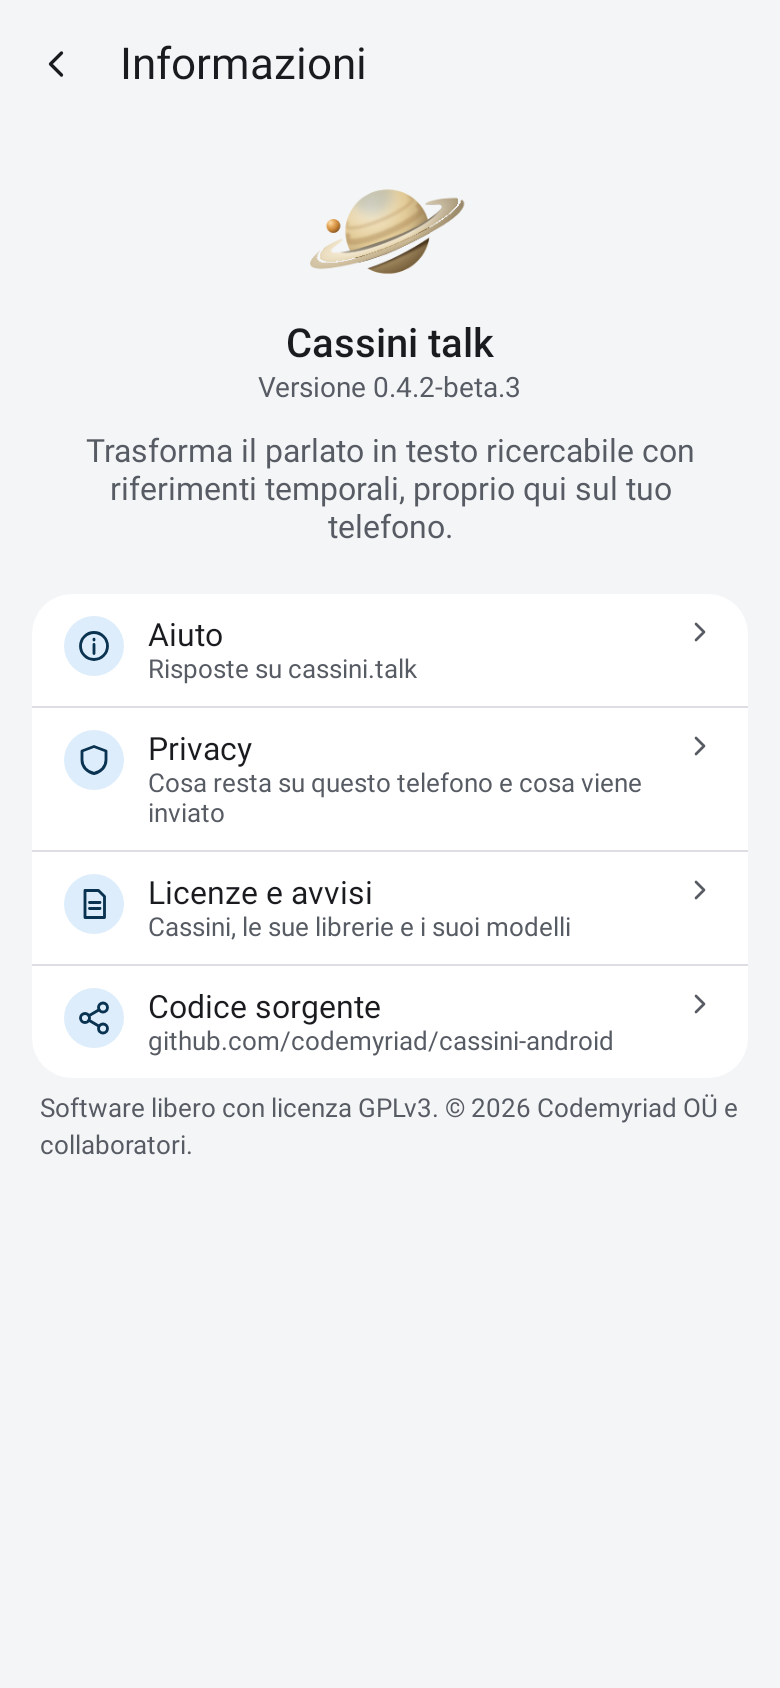 Informazioni
Cassini talk
Versione 0.4.2-beta.3
Trasforma il parlato in testo ricercabile con
riferimenti temporali, proprio qui sul tuo
telefono.
Aiuto
Risposte su cassini.talk
Privacy
Cosa resta su questo telefono e cosa viene
inviato
Licenze e avvisi
Cassini, le sue librerie e i suoi modelli
Codice sorgente
github.com/codemyriad/cassini-android
Software libero con licenza GPLv3. © 2026 Codemyriad OÜ e
collaboratori.